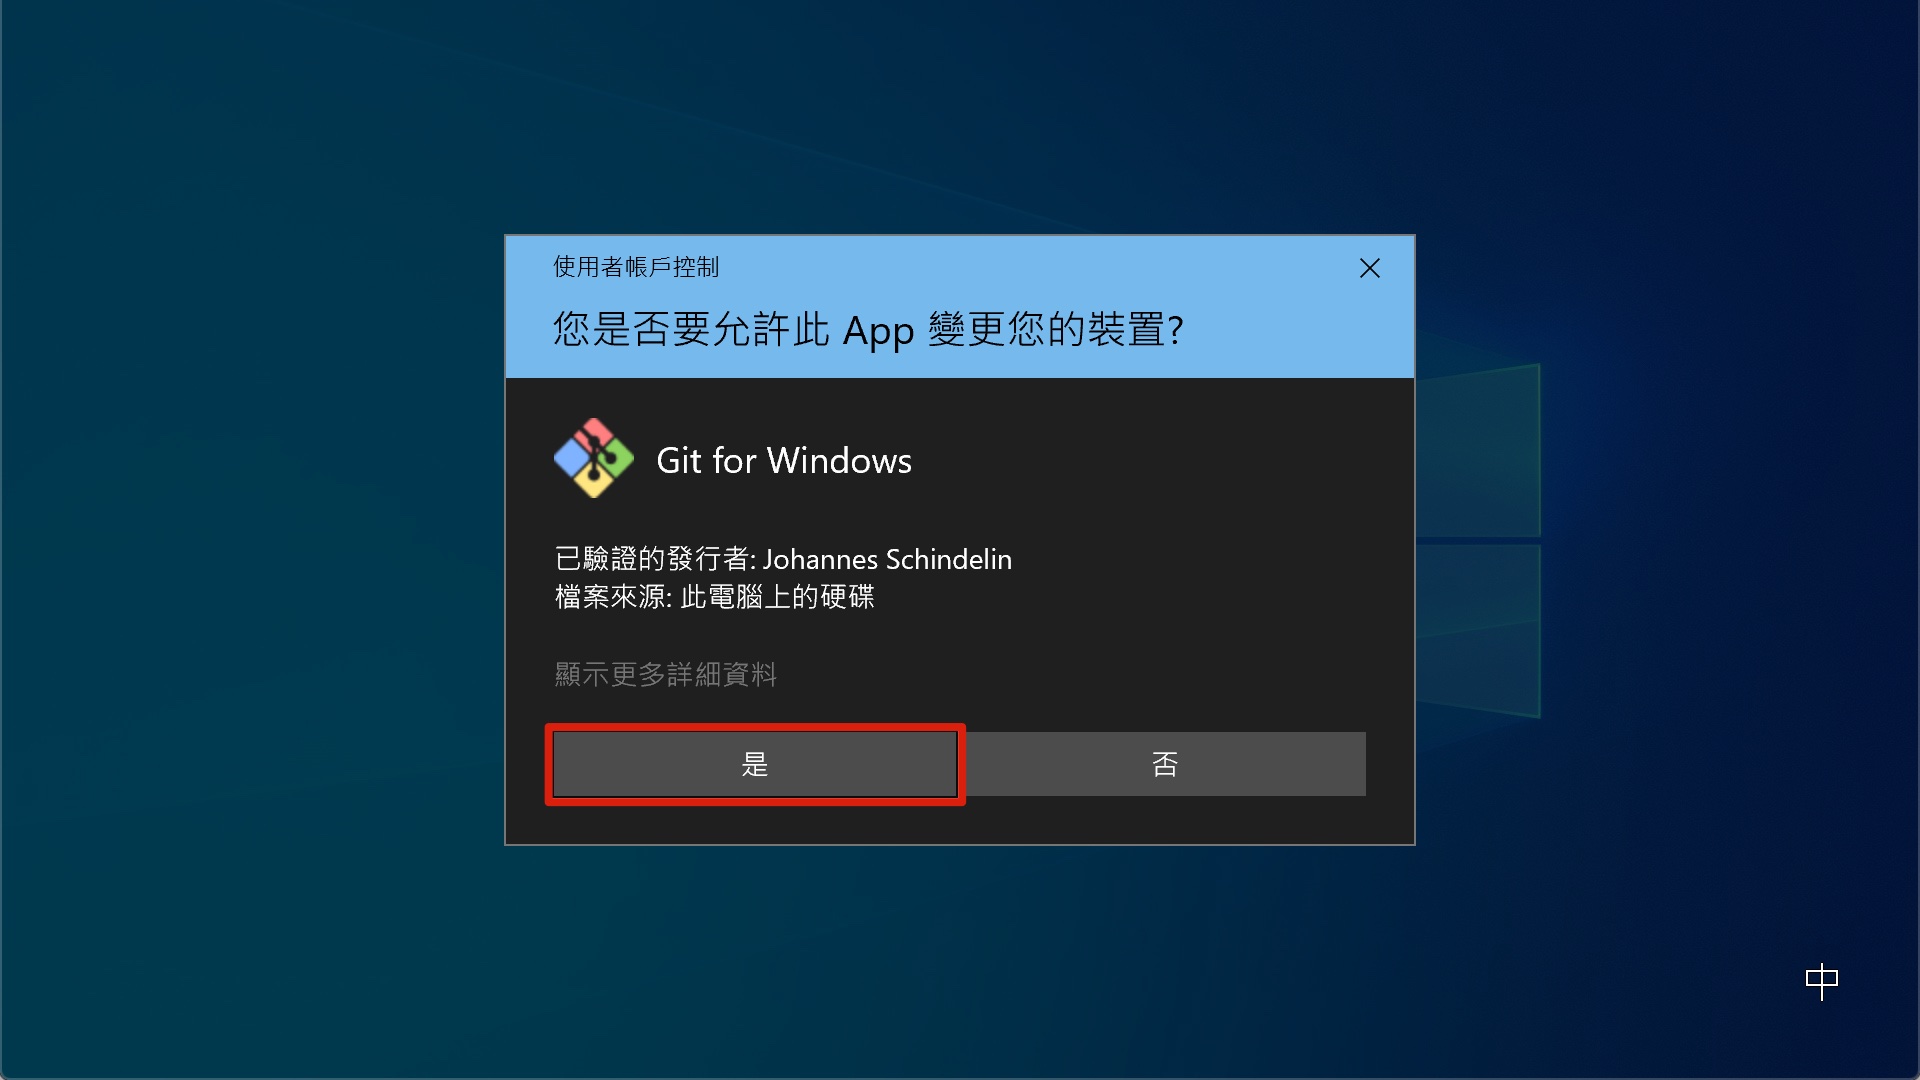 使用者帳戶控制
您是否要允許此 App 變更您的裝置?
Git for Windows
已驗證的發行者: Johannes Schindelin
檔案來源: 此電腦上的硬碟
顯示更多詳細資料
是
否
中